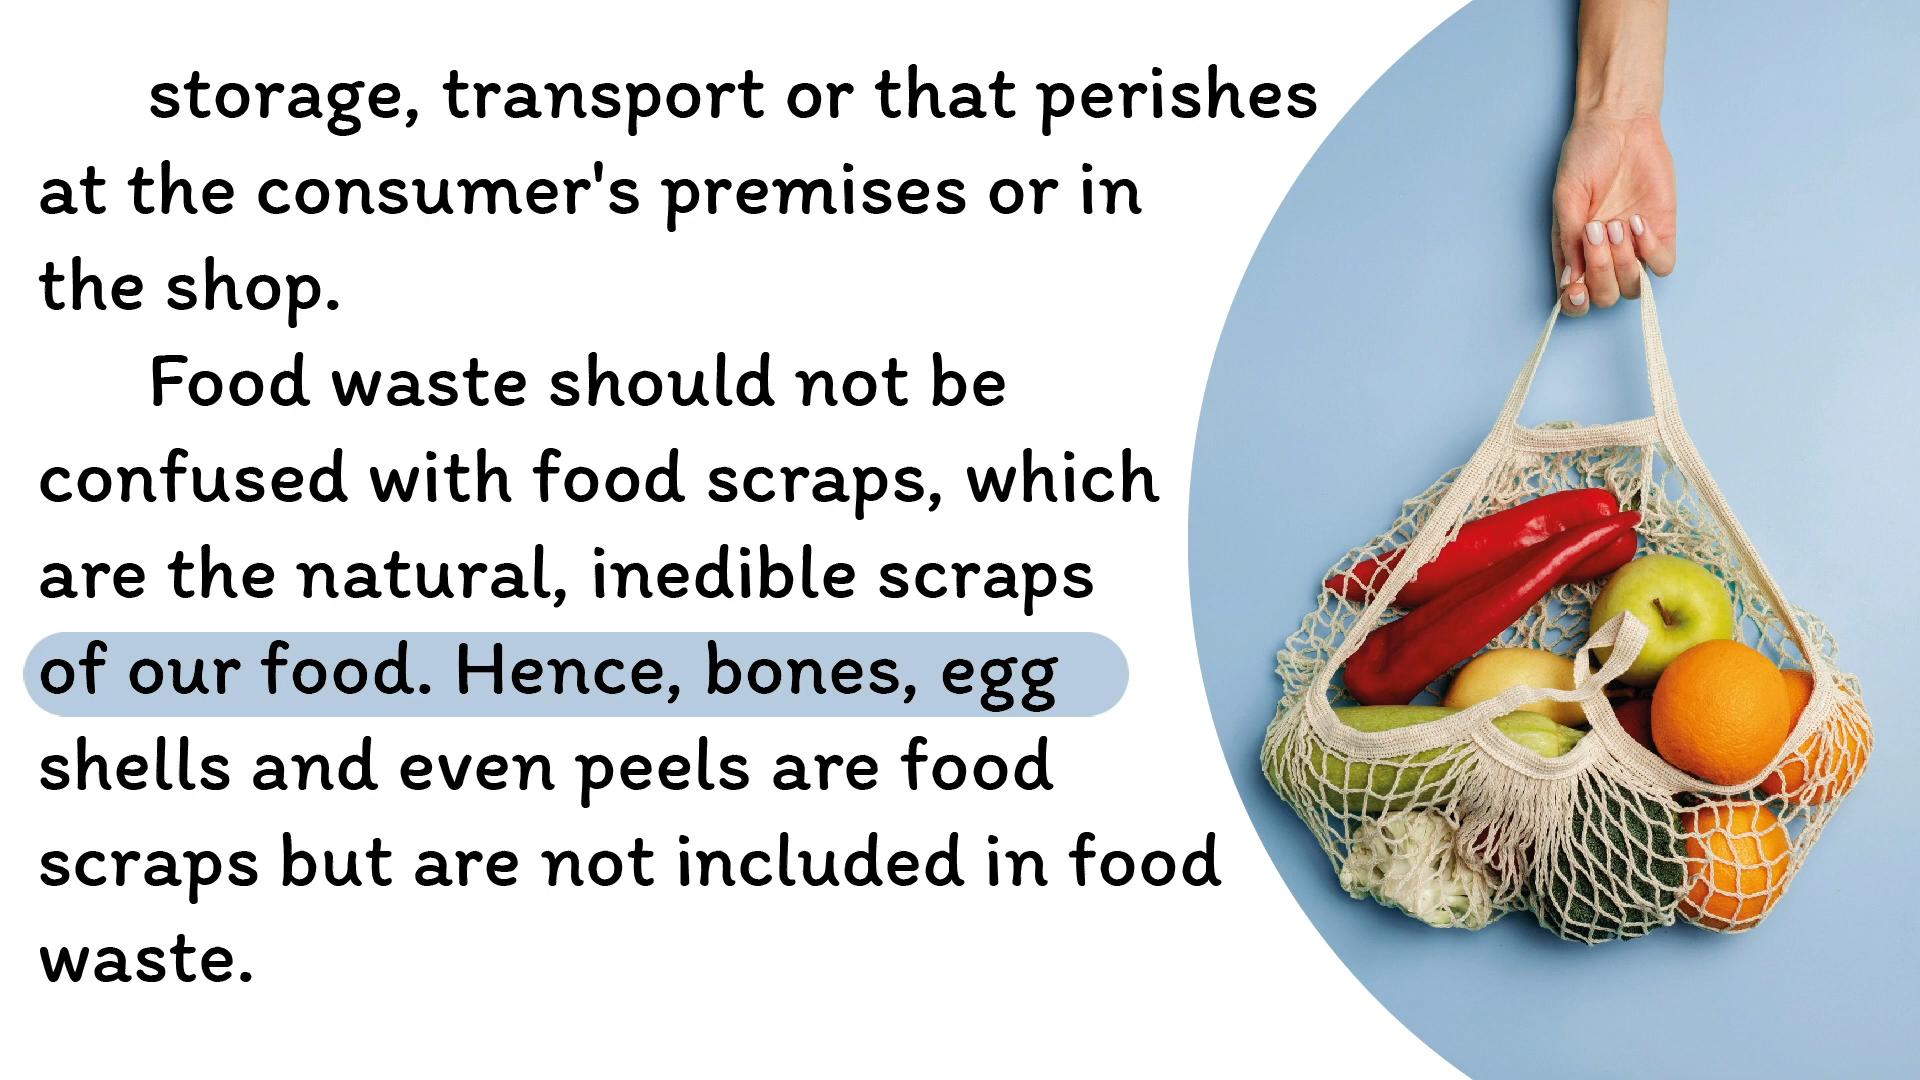 storage, transport or that perishes
at the consumer's premises or in
the shop.
Food waste should not be
confused with food scraps, which
are the natural, inedible scraps
of our food. Hence, bones, egg
shells and even peels are food
scraps but are not included in food
waste.